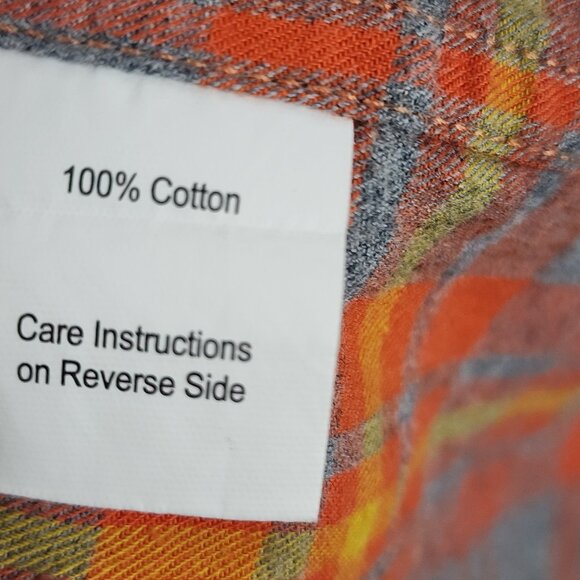 100% Cotton
Care Instructions
on Reverse Side